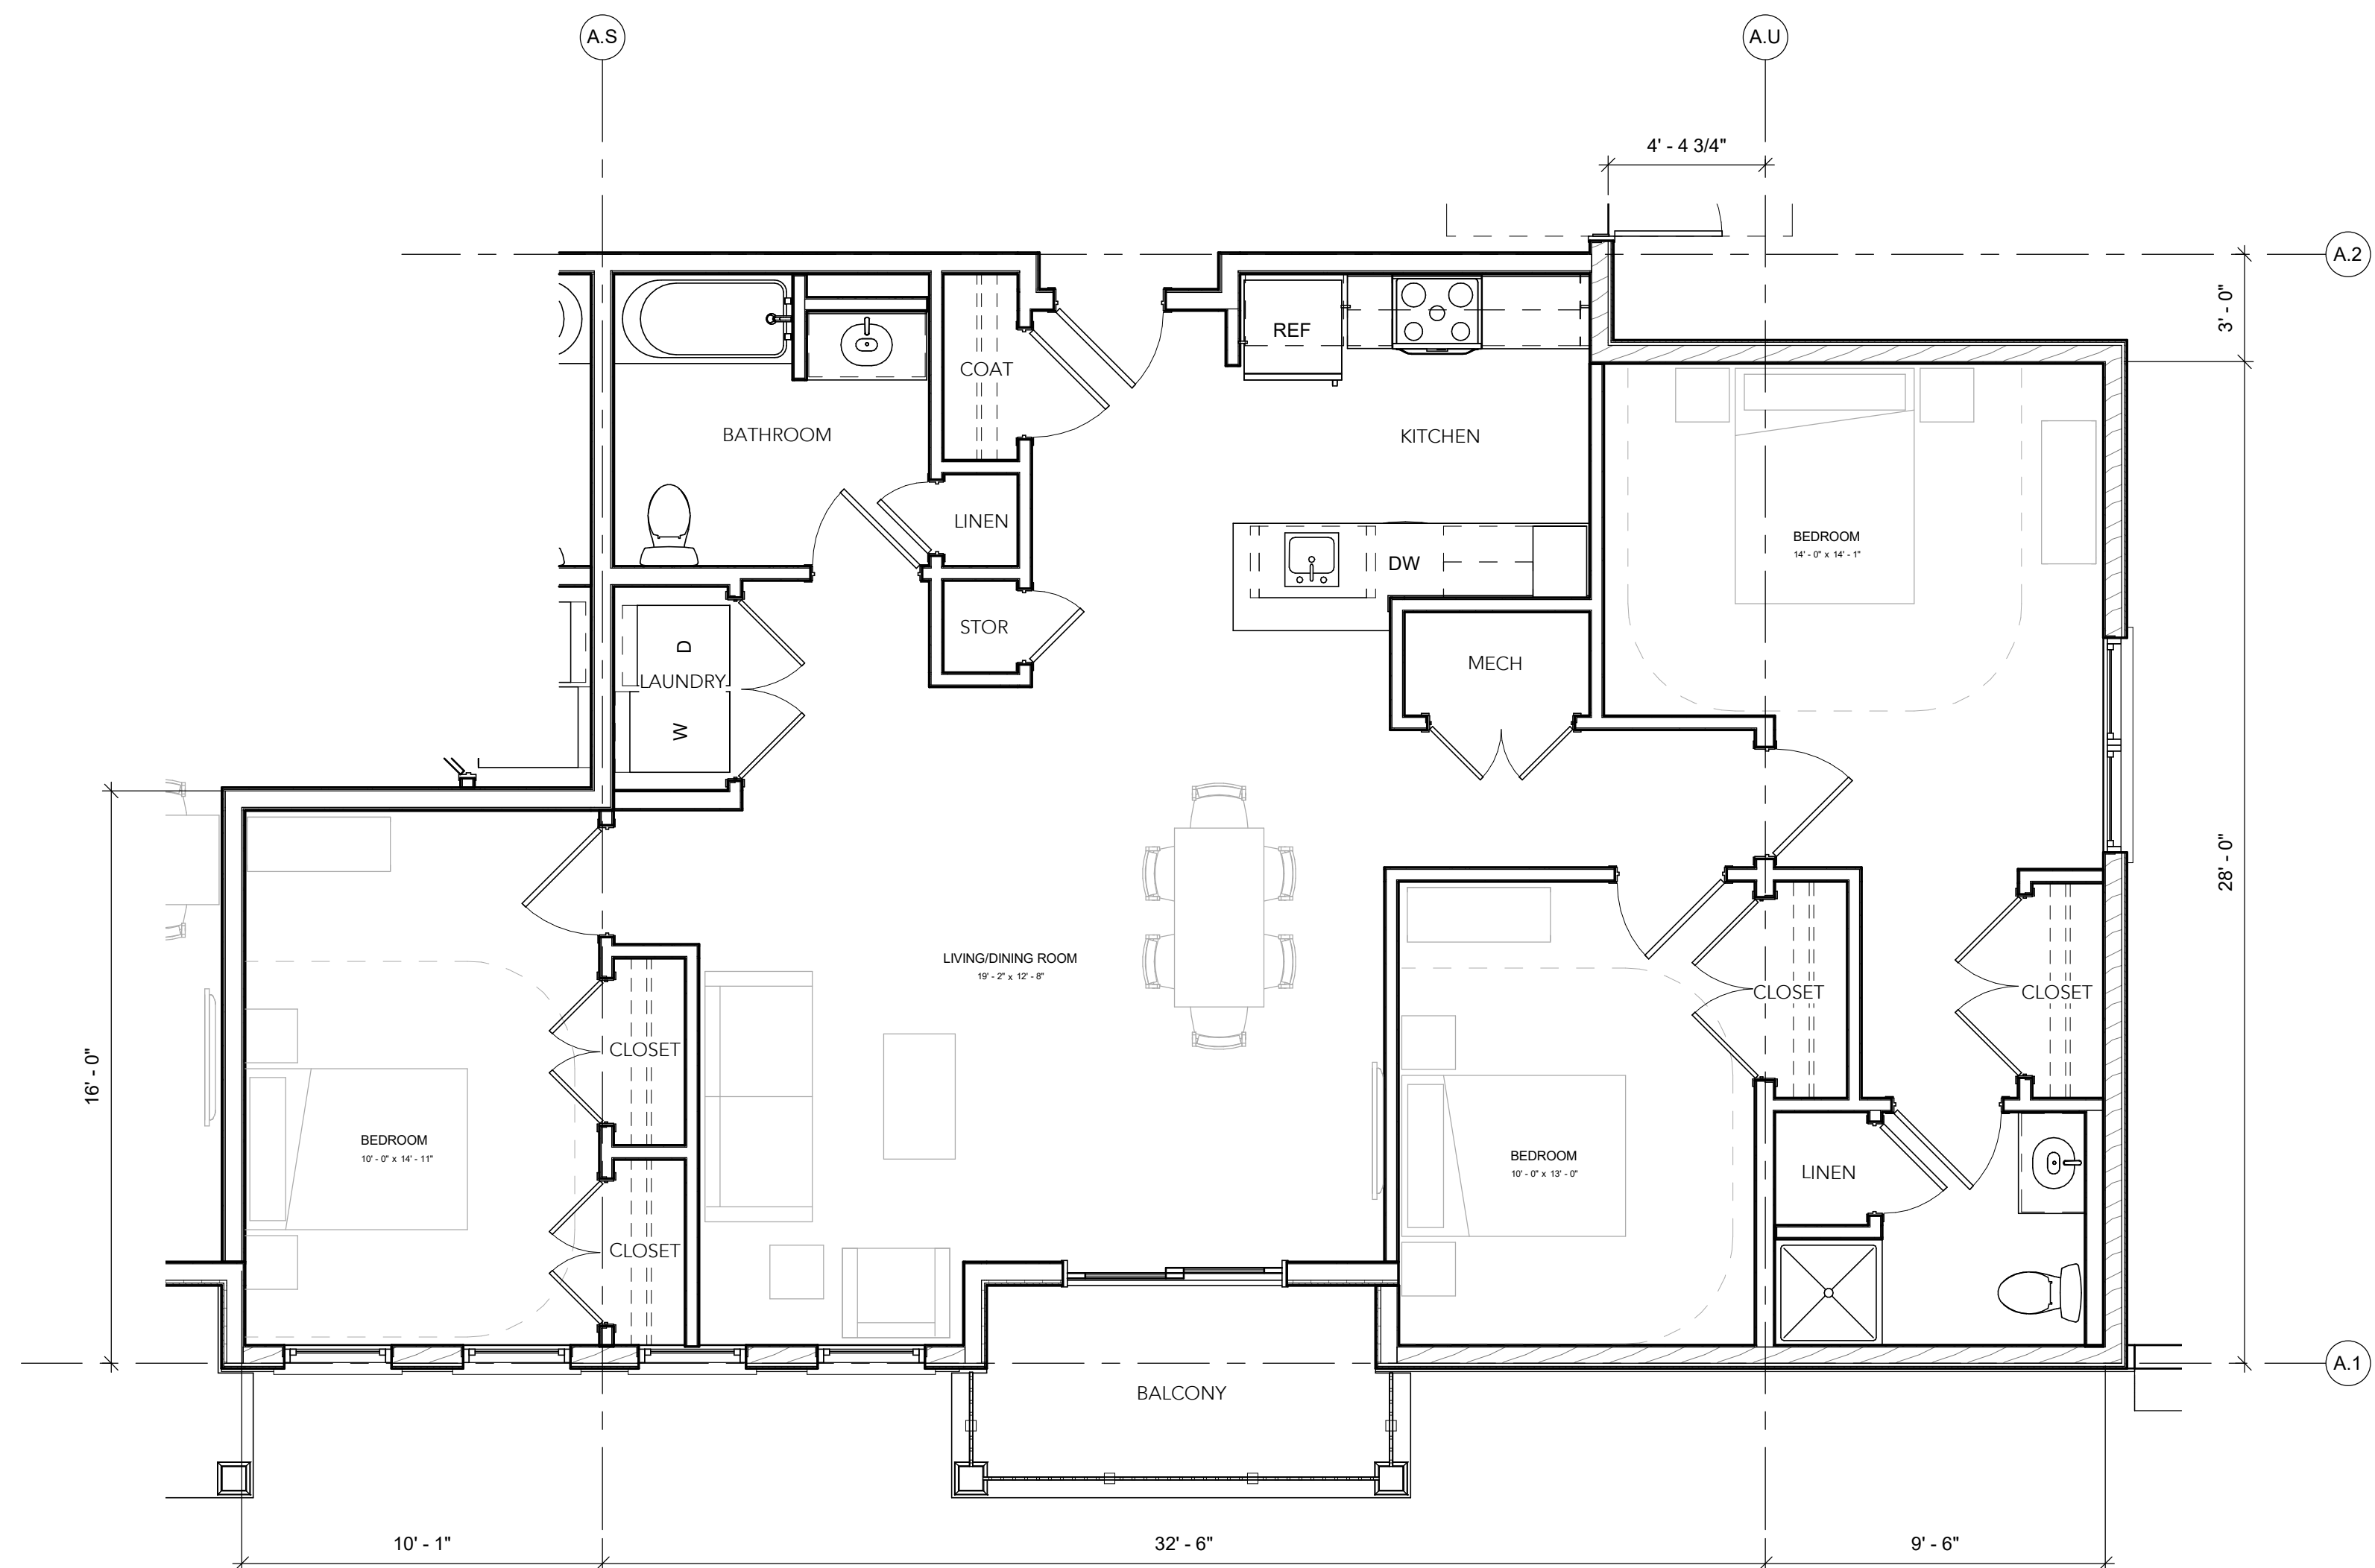 A.S
A.U
4' - 4 3/4"
A.2
3' - 0"
REF
COAT
BATHROOM
KITCHEN
LINEN
BEDROOM
14' - 0" x 14' - 1"
DW
STOR
D
LAUNDRY
W
MECH
28' - 0"
LIVING/DINING ROOM
19' - 2" x 12' - 8"
CLOSET
CLOSET
CLOSET
16' - 0"
BEDROOM
10' - 0" x 14' - 11"
BEDROOM
10' - 0" x 13' - 0"
LINEN
CLOSET
A.1
BALCONY
10' - 1"
32' - 6"
9' - 6"